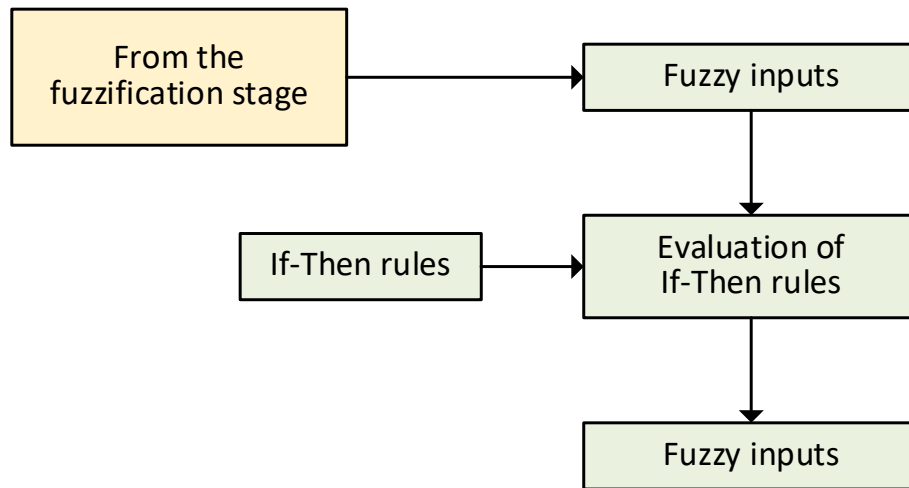 From the
fuzzification stage
Fuzzy inputs
If-Then rules
Evaluation of
If-Then rules
Fuzzy inputs